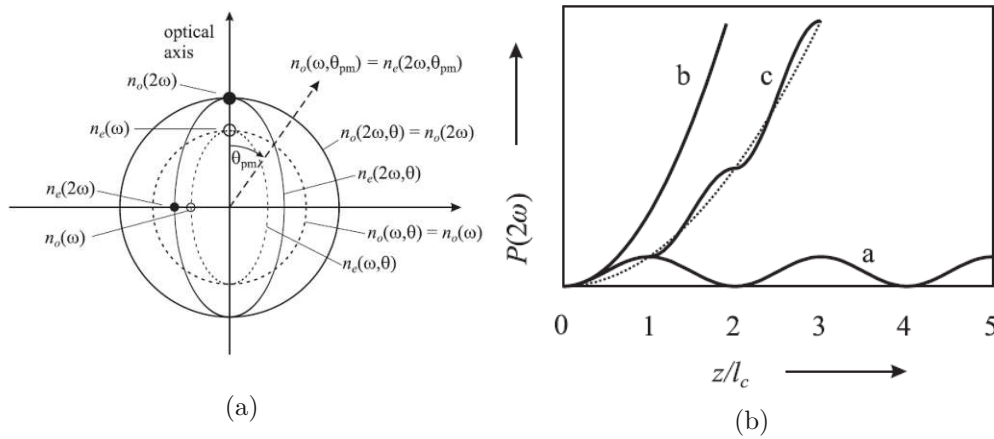 optical
axis
n_o(ω,θ_pm) = n_e(2ω,θ_pm)
n_o(2ω)
n_e(ω)
n_o(2ω,θ) = n_o(2ω)
θ_pm
n_e(2ω,θ)
n_e(2ω)
n_o(ω)
n_o(ω,θ) = n_o(ω)
n_e(ω,θ)
(a)
b
c
P(2ω)
a
0 1 2 3 4 5
z/l_c
(b)